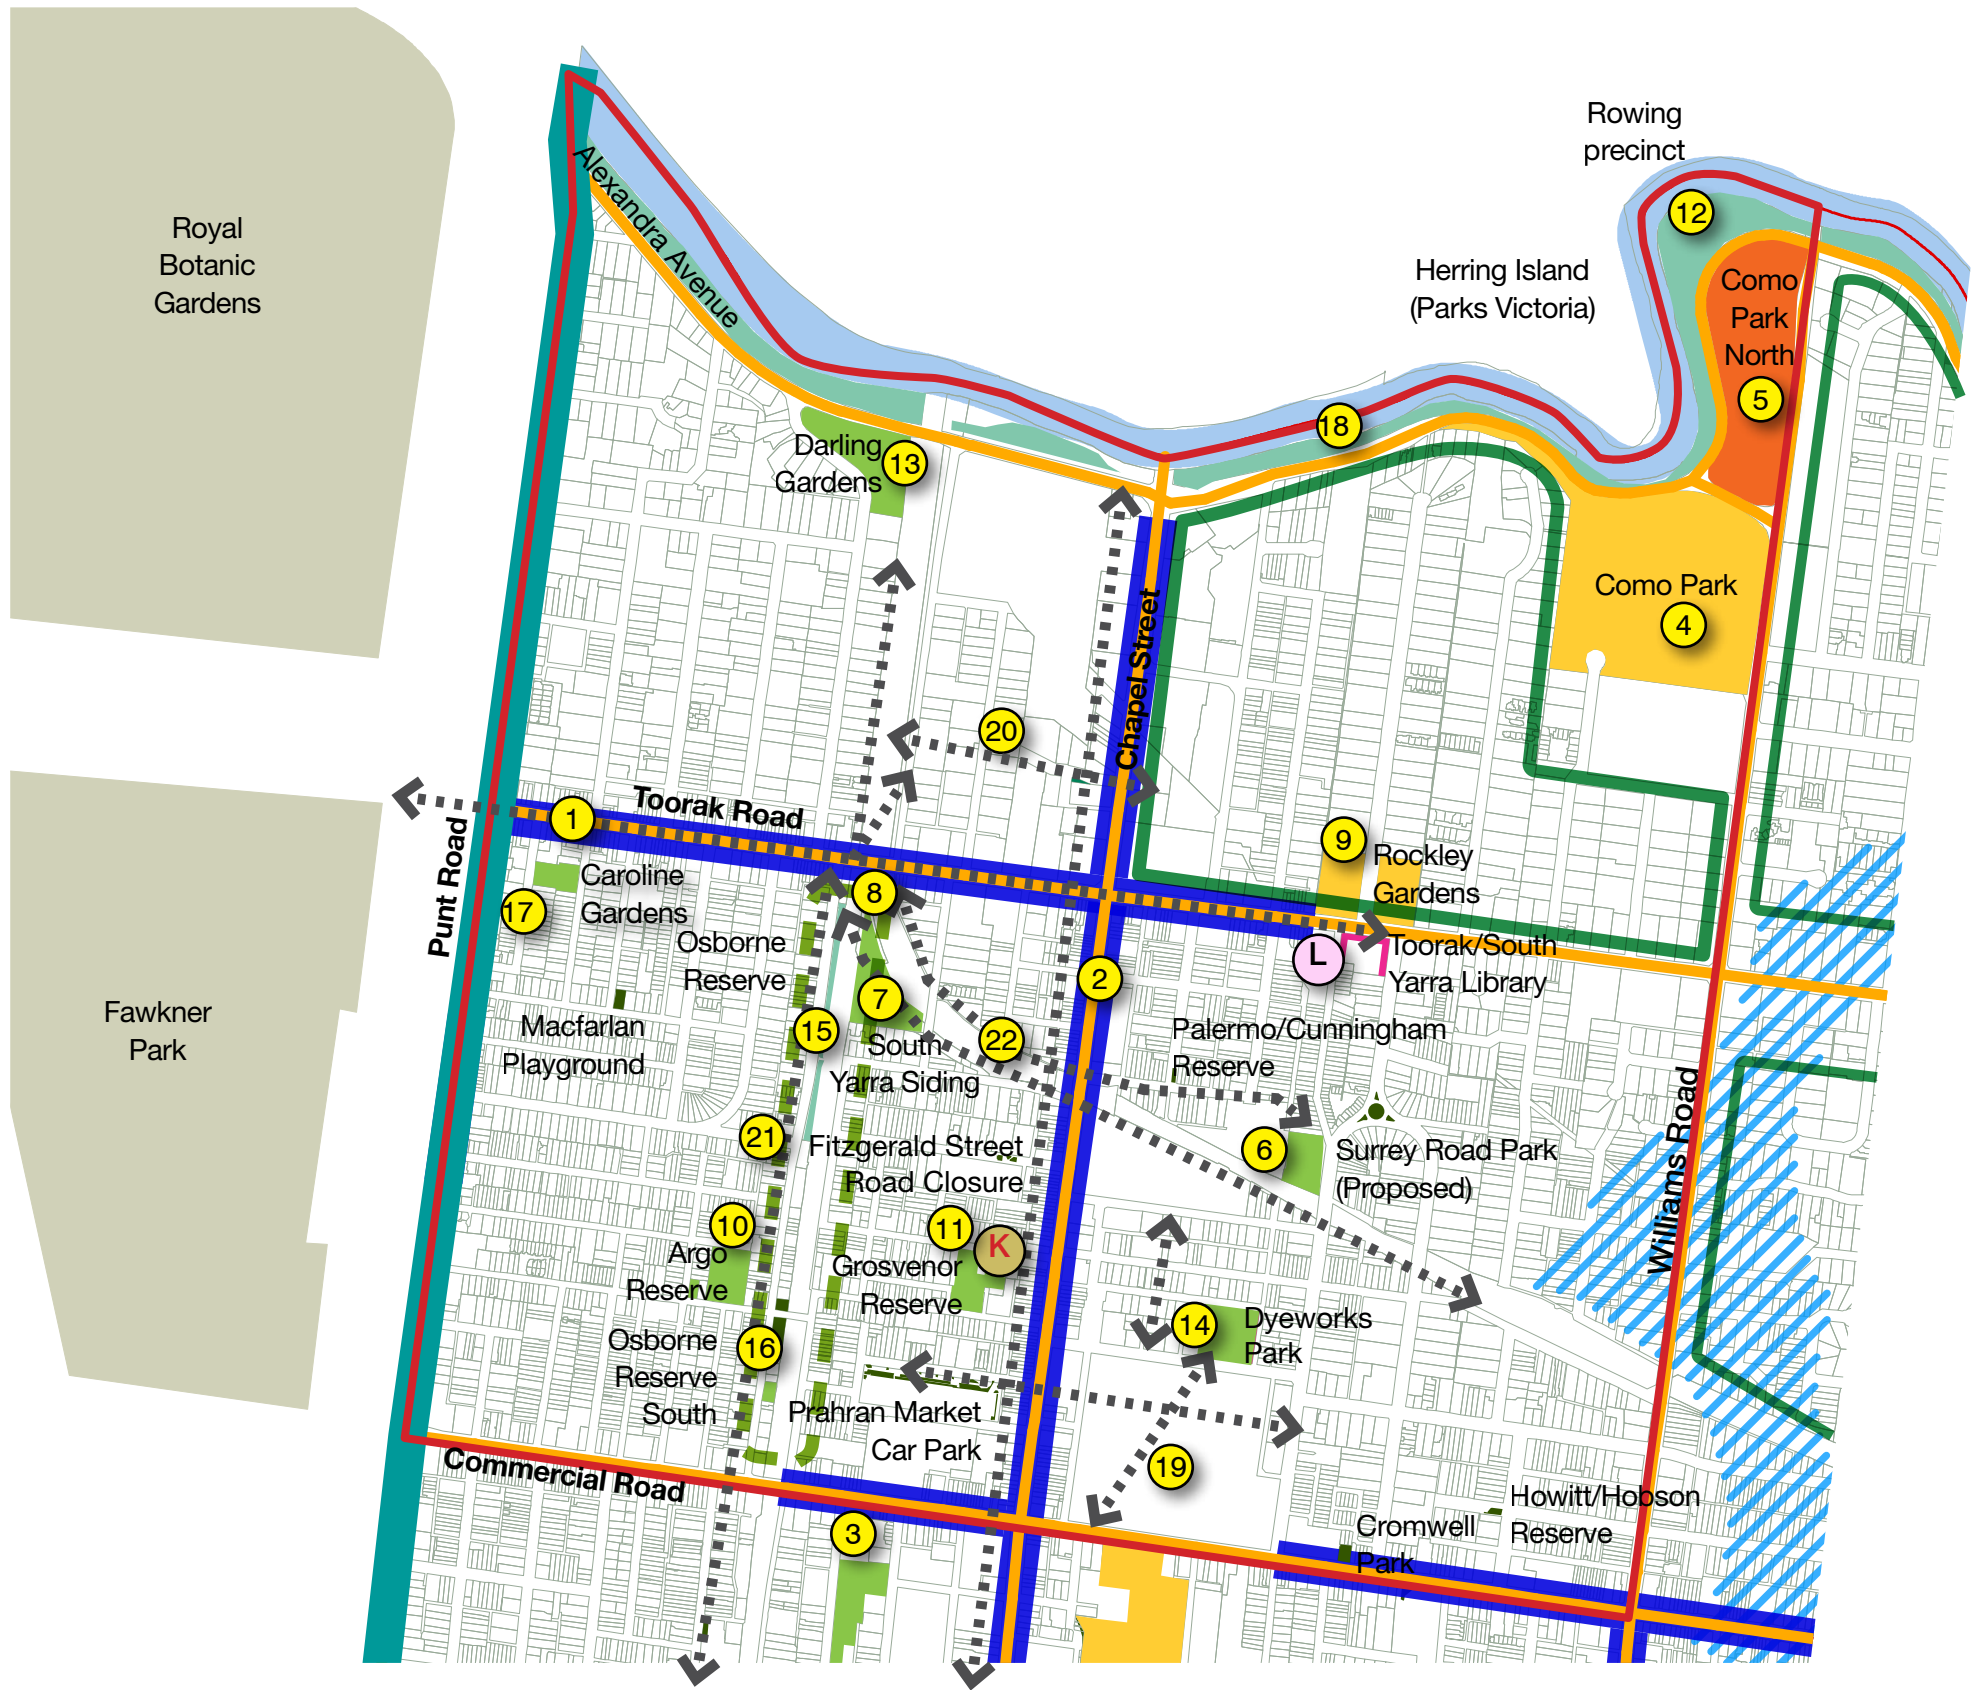 Rowing
precinct
12
Royal
Botanic
Gardens
Alexandra Avenue
Herring Island
(Parks Victoria)
Como
Park
North
5
18
Darling
Gardens
13
Como Park
4
Chapel Street
20
Toorak Road
1
Punt Road
Caroline
Gardens
17
8
9
Rockley
Gardens
Osborne
Reserve
L
Toorak/South
Yarra Library
2
7
Fawkner
Park
Macfarlan
Playground
15
South
Yarra Siding
22
Palermo/Cunningham
Reserve
21
Fitzgerald Street
Road Closure
6
Surrey Road Park
(Proposed)
Williams Road
10
Argo
Reserve
11
K
Grosvenor
Reserve
14
Dyeworks
Park
Osborne
Reserve
South
16
Prahran Market
Car Park
19
Commercial Road
3
Howitt/Hobson
Reserve
Cromwell
Park